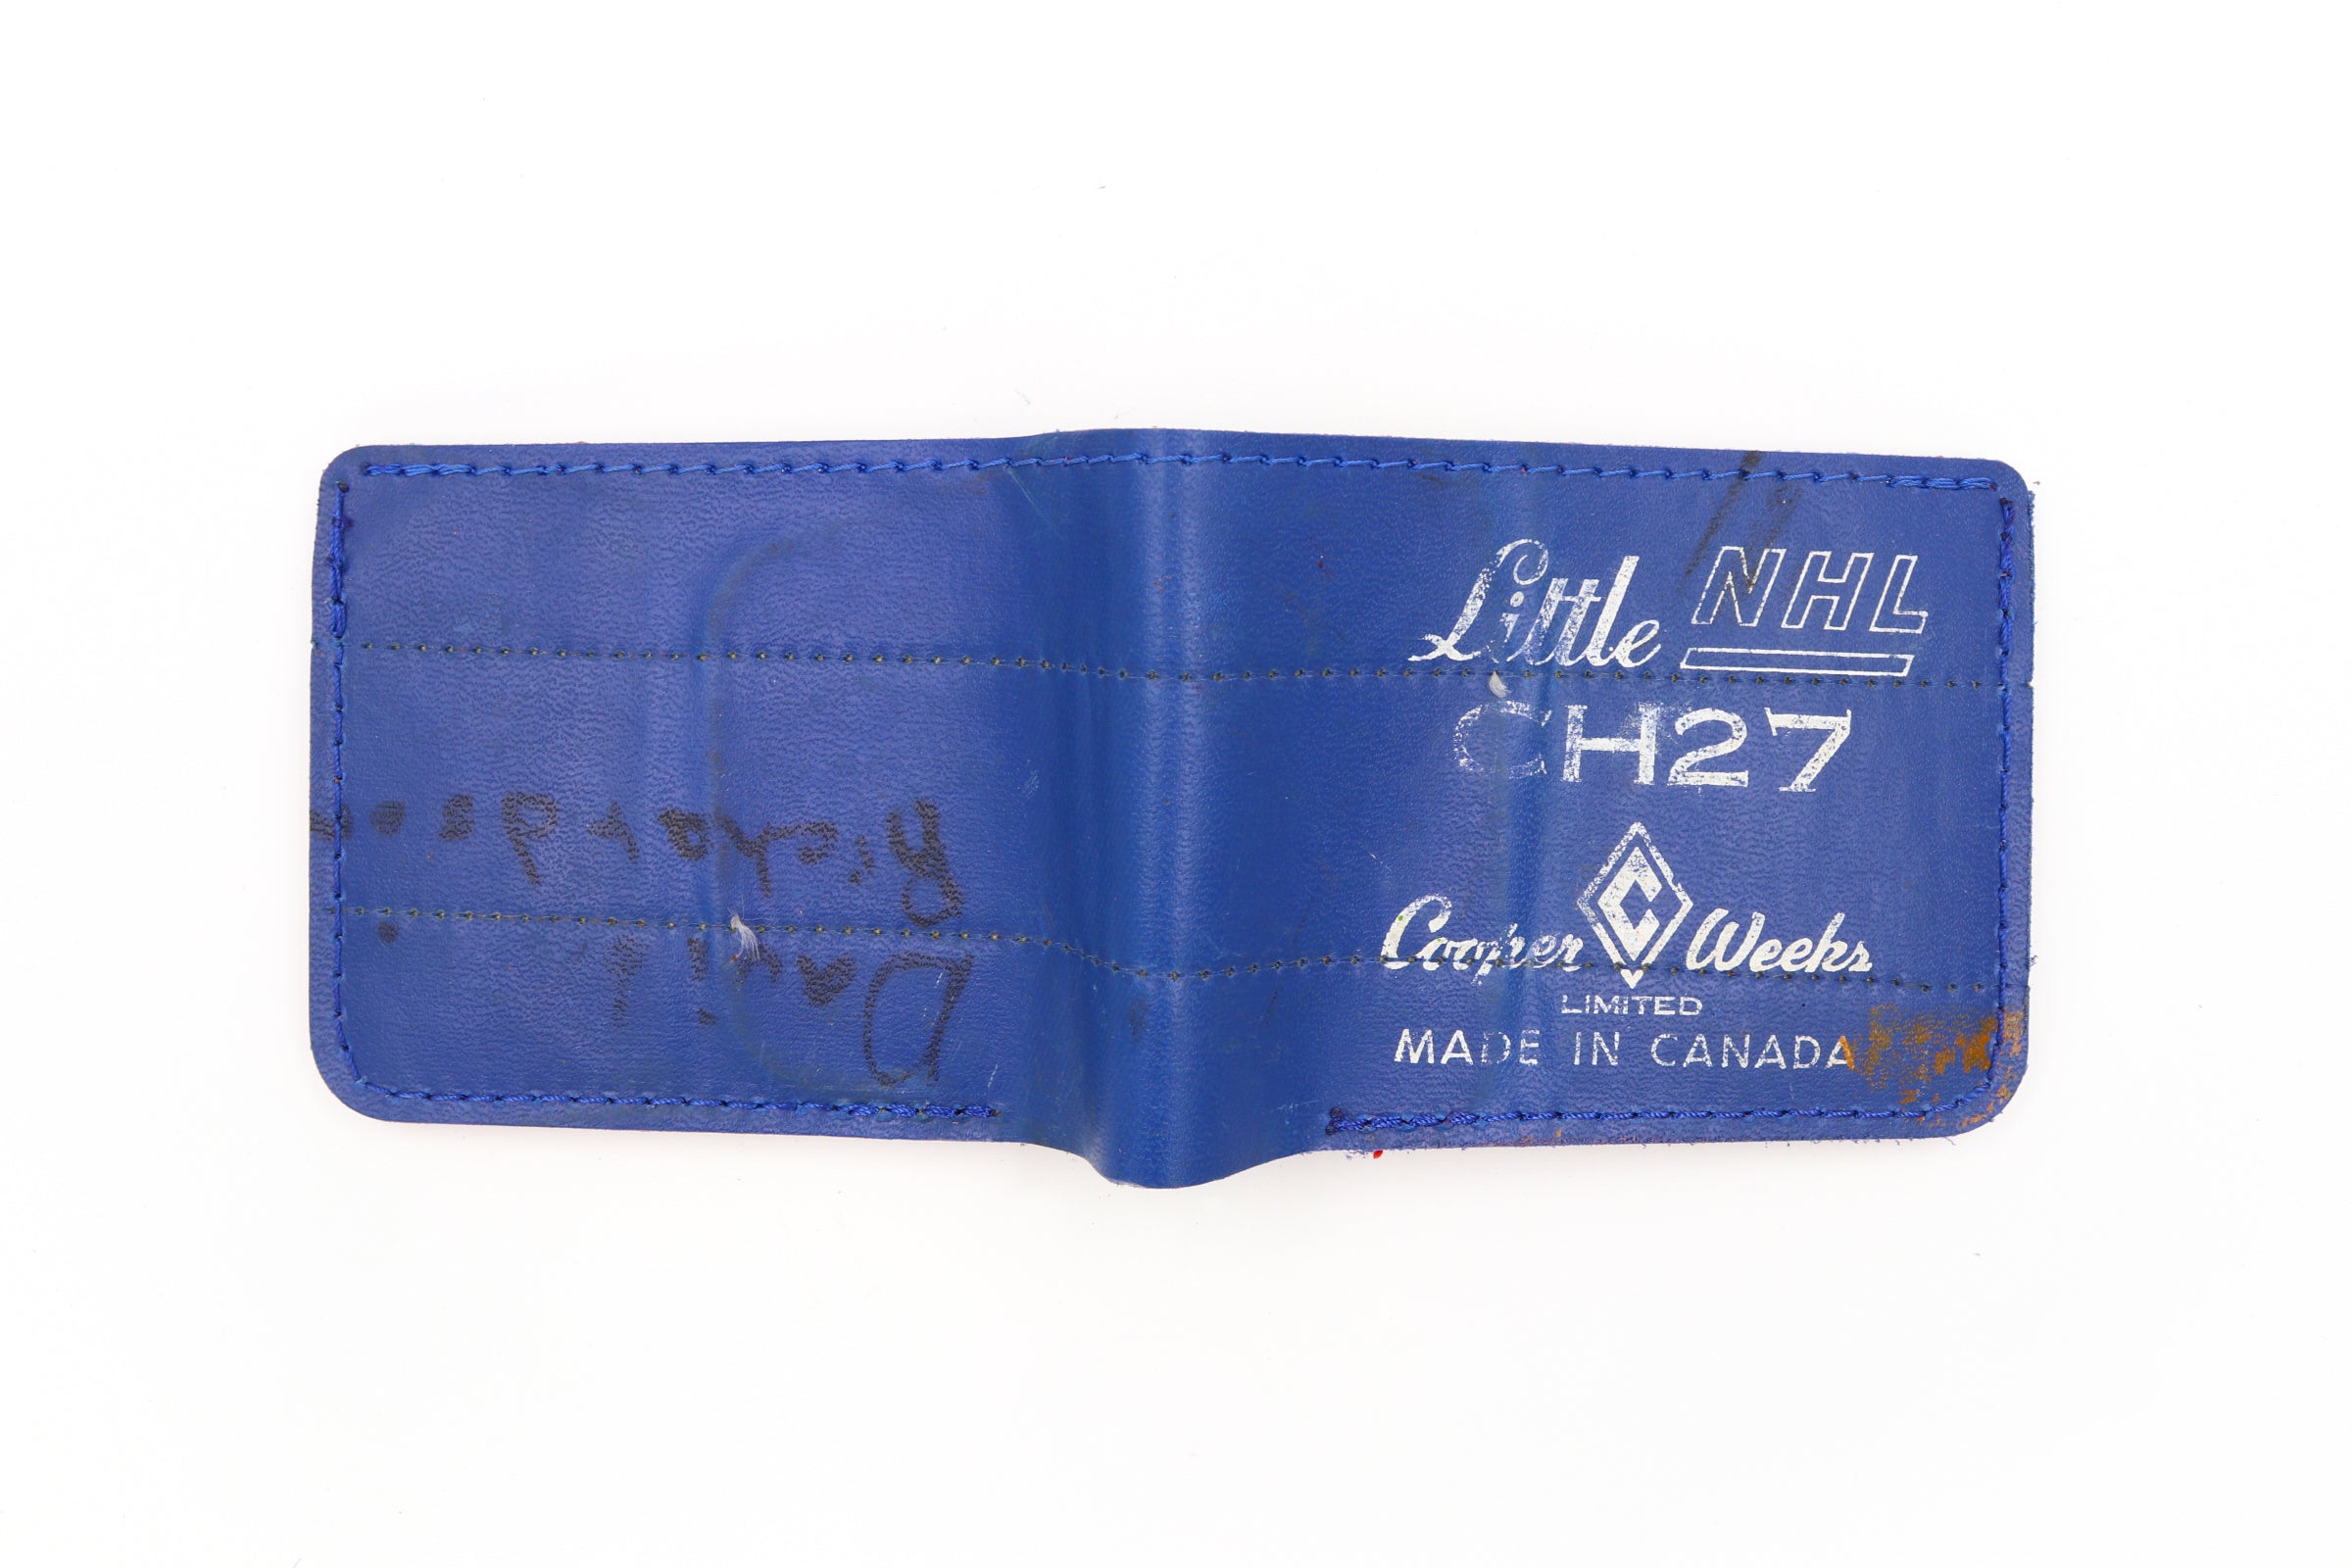 David
Richardson
Little NHL
CH27
Cooper C Weeks
LIMITED
MADE IN CANADA